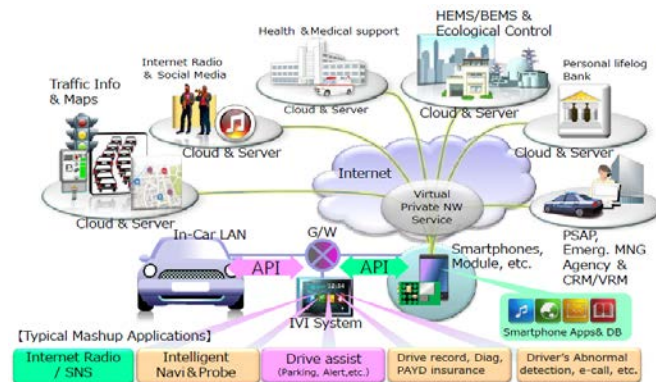 Health & Medical support
HEMS/BEMS &
Ecological Control
Internet Radio
& Social Media
Personal lifelog
Bank
Traffic Info
& Maps
Cloud & Server
Cloud & Server
Cloud & Server
Cloud & Server
Cloud & Server
Internet
Virtual
Private NW
Service
PSAP,
Emerg. MNG
Agency &
CRM/VRM
In-Car LAN
G/W
API
API
Smartphones,
Module, etc.
12:34
IVI System
Smartphone Apps& DB
【Typical Mashup Applications】
Internet Radio
/ SNS
Intelligent
Navi & Probe
Drive assist
(Parking, Alert,etc.)
Drive record, Diag,
PAYD insurance
Driver's Abnormal
detection, e-call, etc.